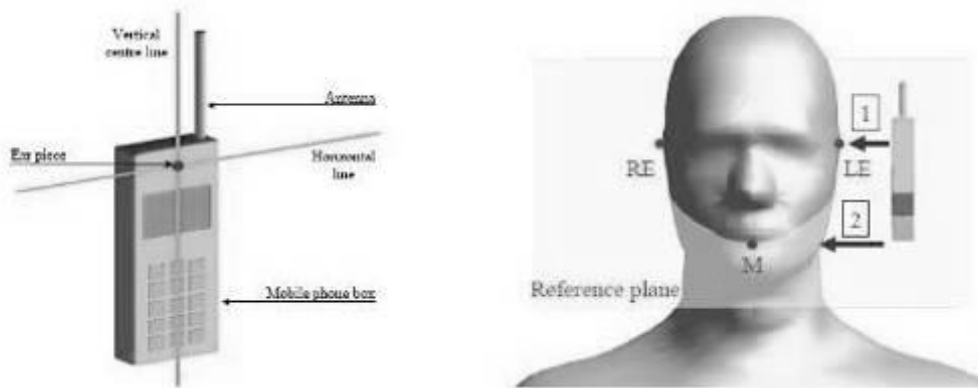 Vertical
centre line
Antenna
Ear piece
Horizontal
line
Mobile phone box
1
RE
LE
2
M
Reference plane